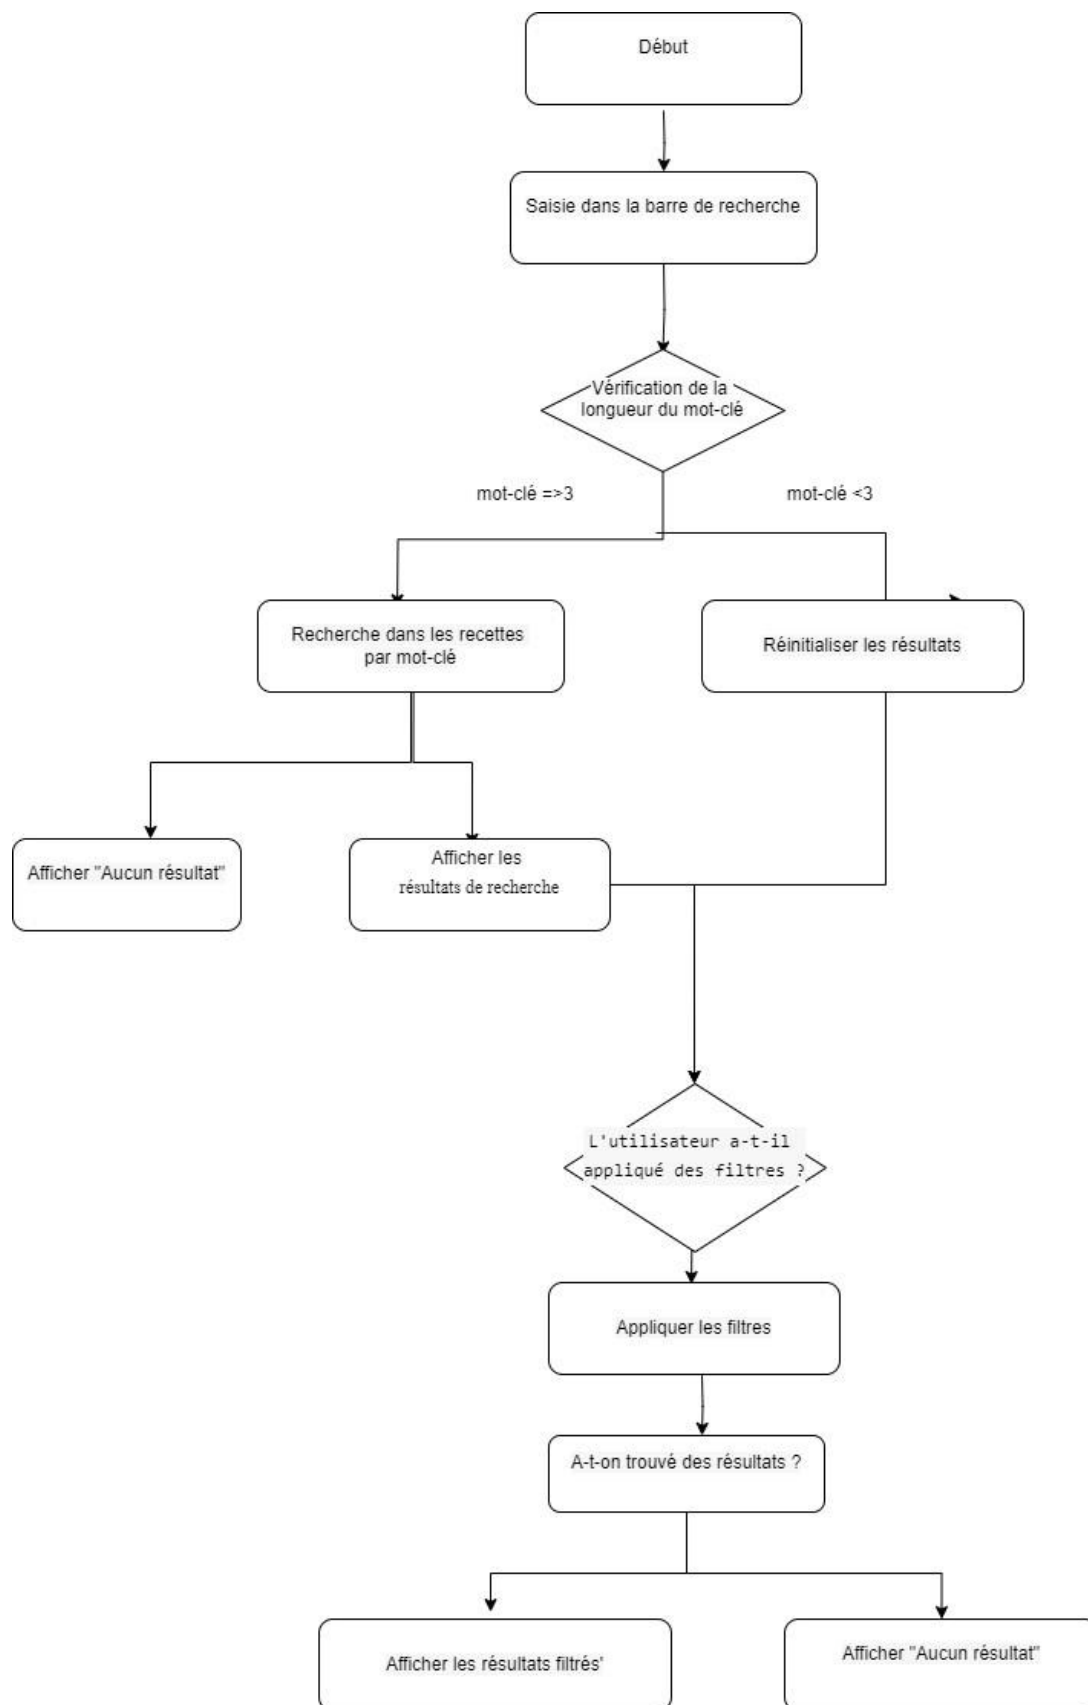 Début
Saisie dans la barre de recherche
Vérification de la
longueur du mot-clé
mot-clé =>3
mot-clé <3
Recherche dans les recettes
par mot-clé
Réinitialiser les résultats
Afficher "Aucun résultat"
Afficher les
résultats de recherche
L'utilisateur a-t-il
appliqué des filtres ?
Appliquer les filtres
A-t-on trouvé des résultats ?
Afficher les résultats filtrés'
Afficher "Aucun résultat"